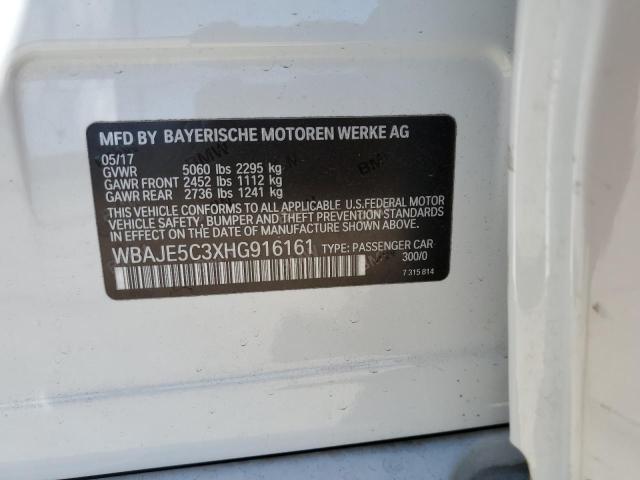 MFD BY BAYERISCHE MOTOREN WERKE AG
05/17
GVWR 5060 lbs 2295 kg
GAWR FRONT 2452 lbs 1112 kg
GAWR REAR 2736 lbs 1241 kg
THIS VEHICLE CONFORMS TO ALL APPLICABLE U.S.FEDERAL MOTOR
VEHICLE SAFETY, BUMPER AND THEFT PREVENTION STANDARDS
IN EFFECT ON THE DATE OF MANUFACTURE SHOWN ABOVE.
WBAJE5C3XHG916161 TYPE: PASSENGER CAR
300/0
7 315 814